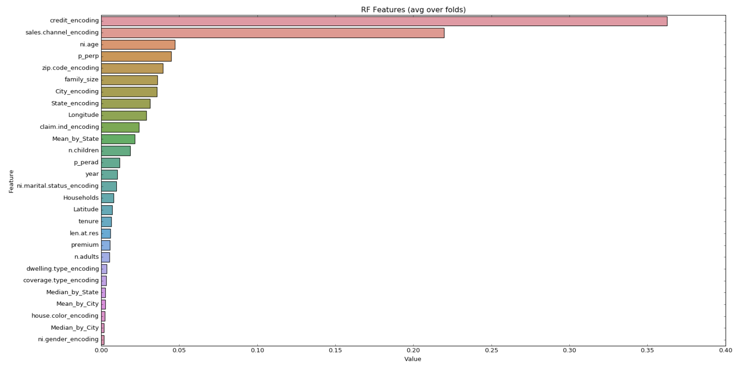 RF Features (avg over folds)
credit_encoding
sales.channel_encoding
ni.age
p_perp
zip.code_encoding
family_size
City_encoding
State_encoding
Longitude
claim.ind_encoding
Mean_by_State
n.children
p_perad
year
ni.marital.status_encoding
Households
Latitude
tenure
len.at.res
premium
n.adults
dwelling.type_encoding
coverage.type_encoding
Median_by_State
Mean_by_City
house.color_encoding
Median_by_City
ni.gender_encoding
Feature
0.00 0.05 0.10 0.15 0.20 0.25 0.30 0.35 0.40
Value